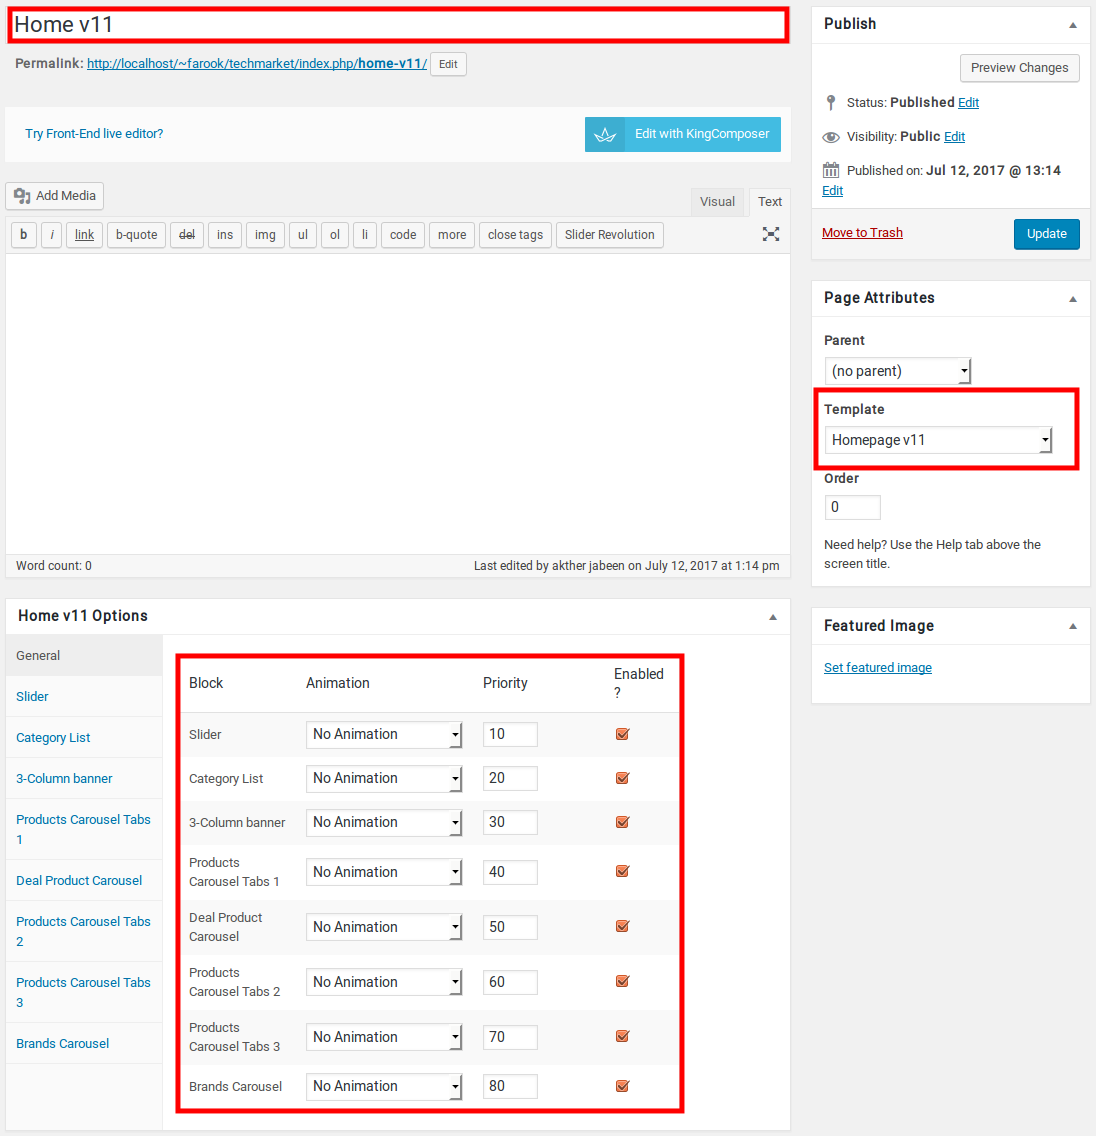 Home v11
Permalink: http://localhost/~farook/techmarket/index.php/home-v11/ Edit
Try Front-End live editor?
Edit with KingComposer
Add Media
Visual Text
b i link b-quote del ins img ul ol li code more close tags Slider Revolution
Word count: 0
Last edited by akther jabeen on July 12, 2017 at 1:14 pm
Home v11 Options
General
Slider
Category List
3-Column banner
Products Carousel Tabs
1
Deal Product Carousel
Products Carousel Tabs
2
Products Carousel Tabs
3
Brands Carousel
Block Animation Priority Enabled
?
Slider No Animation 10
Category List No Animation 20
3-Column banner No Animation 30
Products
Carousel Tabs 1 No Animation 40
Deal Product
Carousel No Animation 50
Products
Carousel Tabs 2 No Animation 60
Products
Carousel Tabs 3 No Animation 70
Brands Carousel No Animation 80
Publish
Preview Changes
Status: Published Edit
Visibility: Public Edit
Published on: Jul 12, 2017 @ 13:14
Edit
Move to Trash
Update
Page Attributes
Parent
(no parent)
Template
Homepage v11
Order
0
Need help? Use the Help tab above the
screen title.
Featured Image
Set featured image